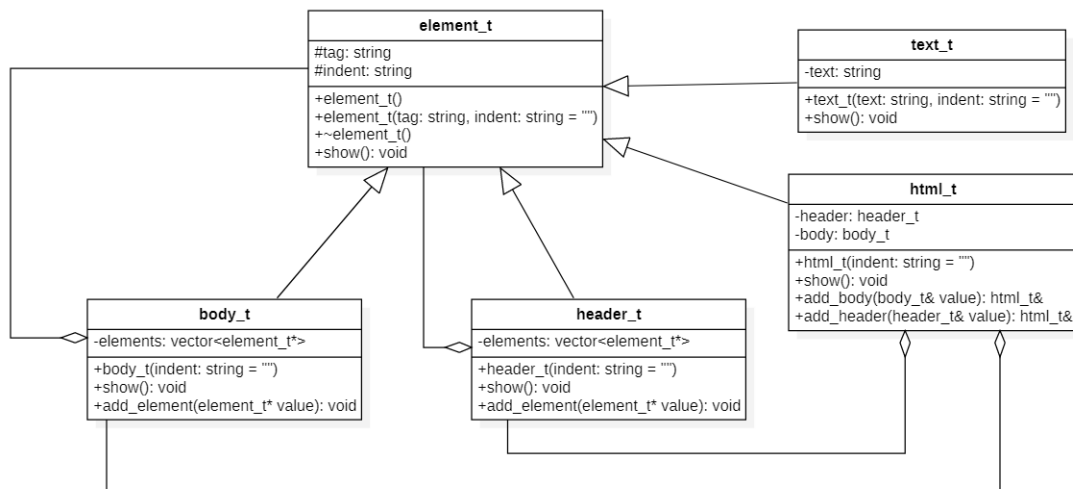 element_t
#tag: string
#indent: string
+element_t()
+element_t(tag: string, indent: string = "")
+~element_t()
+show(): void
text_t
-text: string
+text_t(text: string, indent: string = "")
+show(): void
html_t
-header: header_t
-body: body_t
+html_t(indent: string = "")
+show(): void
+add_body(body_t& value): html_t&
+add_header(header_t& value): html_t&
body_t
-elements: vector<element_t*>
+body_t(indent: string = "")
+show(): void
+add_element(element_t* value): void
header_t
-elements: vector<element_t*>
+header_t(indent: string = "")
+show(): void
+add_element(element_t* value): void